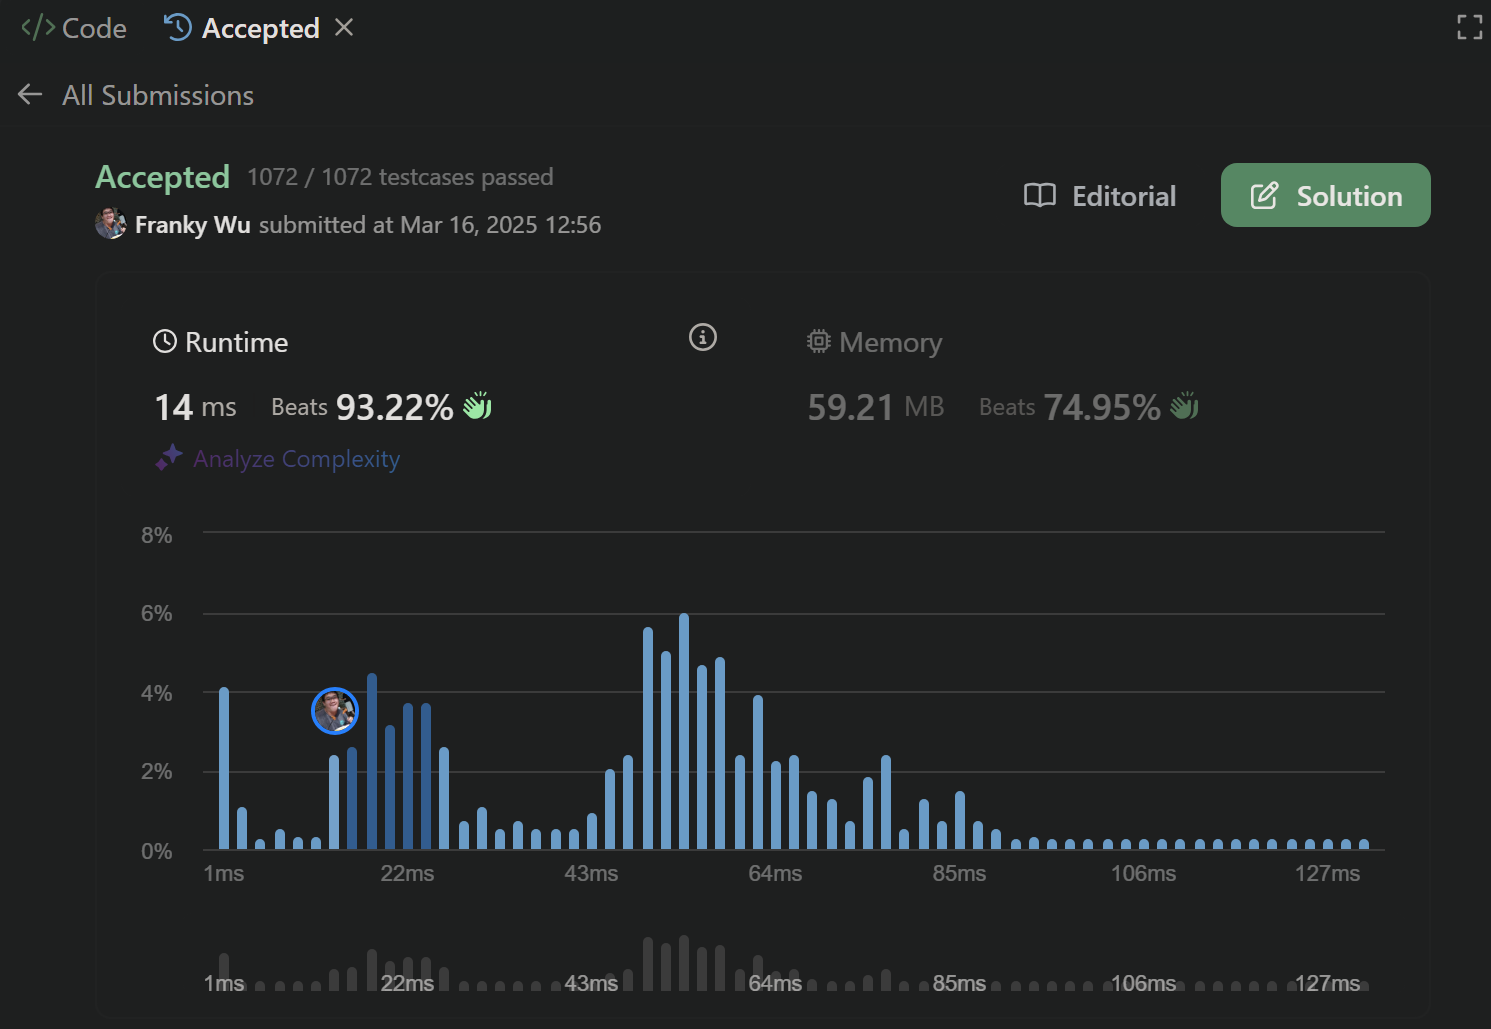 </> Code Accepted
All Submissions
Accepted 1072 / 1072 testcases passed
Franky Wu submitted at Mar 16, 2025 12:56
Editorial Solution
Runtime Memory
14 ms Beats 93.22% 59.21 MB Beats 74.95%
Analyze Complexity
8%
6%
4%
2%
0%
1ms 22ms 43ms 64ms 85ms 106ms 127ms
1ms 22ms 43ms 64ms 85ms 106ms 127ms